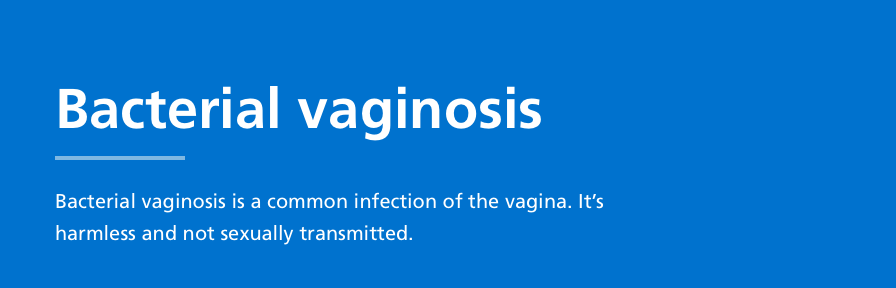 Bacterial vaginosis
Bacterial vaginosis is a common infection of the vagina. It’s
harmless and not sexually transmitted.